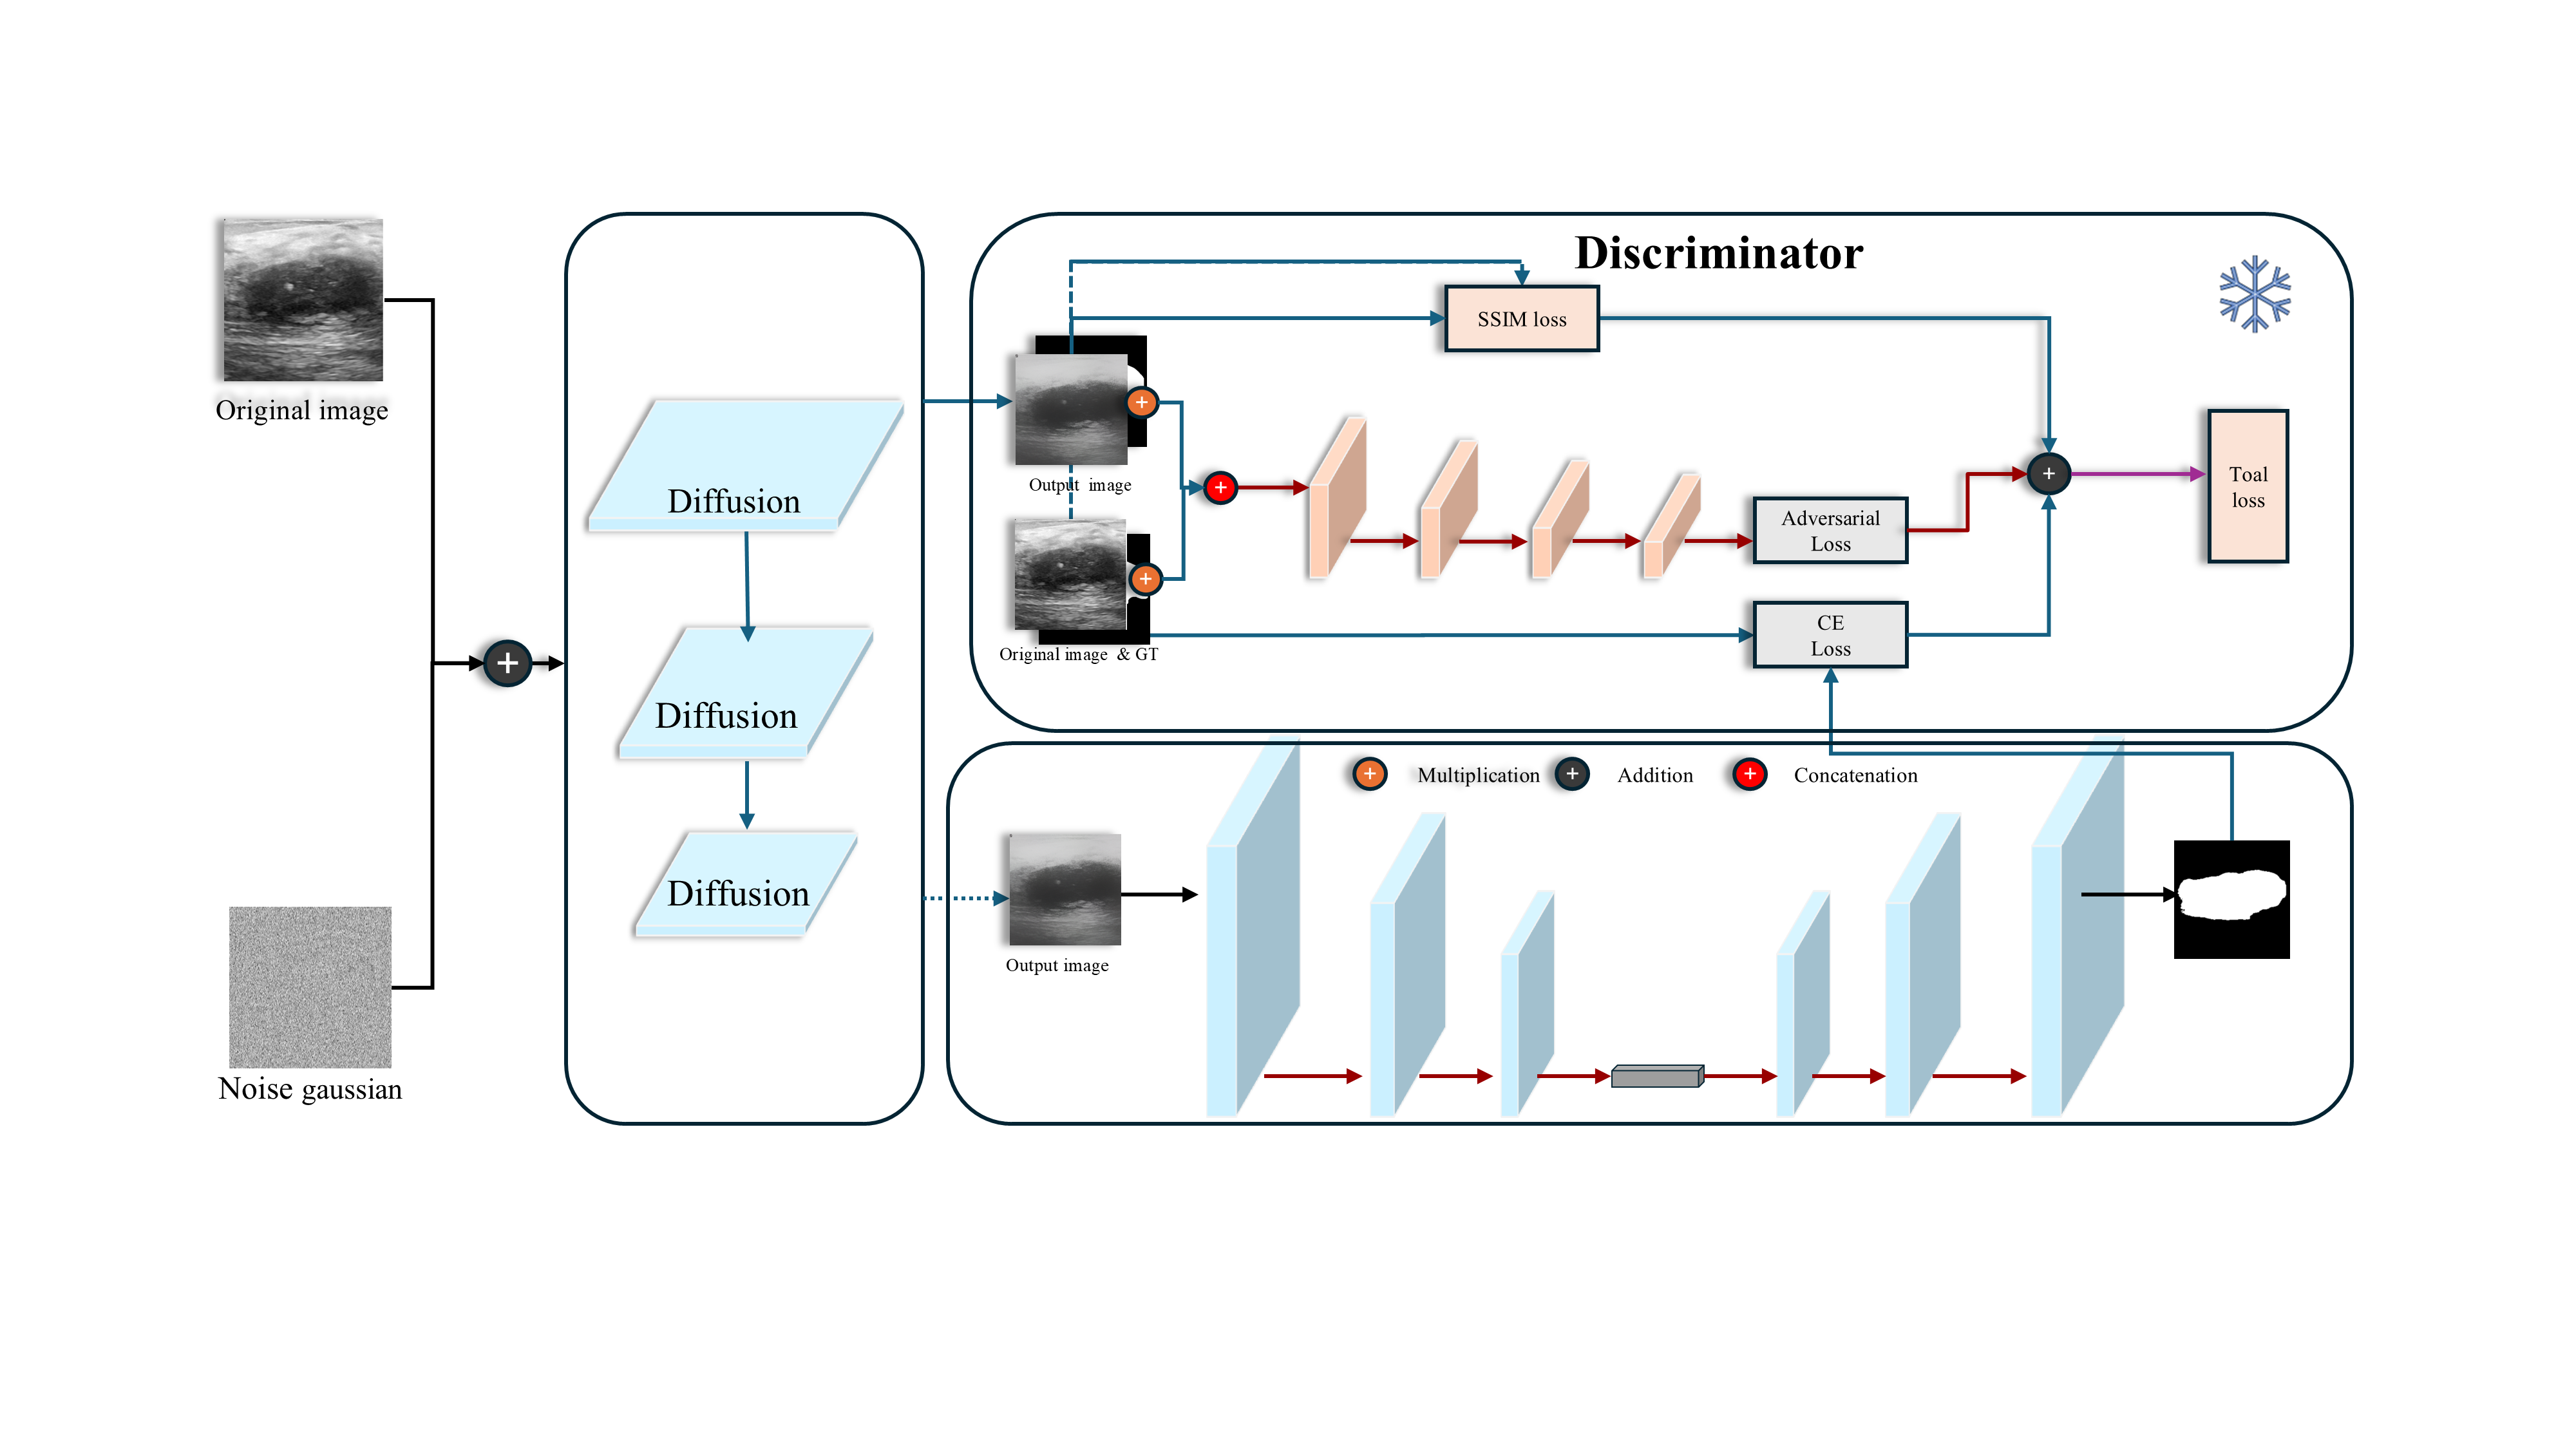 Original image
Noise gaussian
Diffusion
Diffusion
Diffusion
Discriminator
SSIM loss
Output image
Original image & GT
Adversarial
Loss
CE
Loss
Toal
loss
Multiplication
Addition
Concatenation
Output image